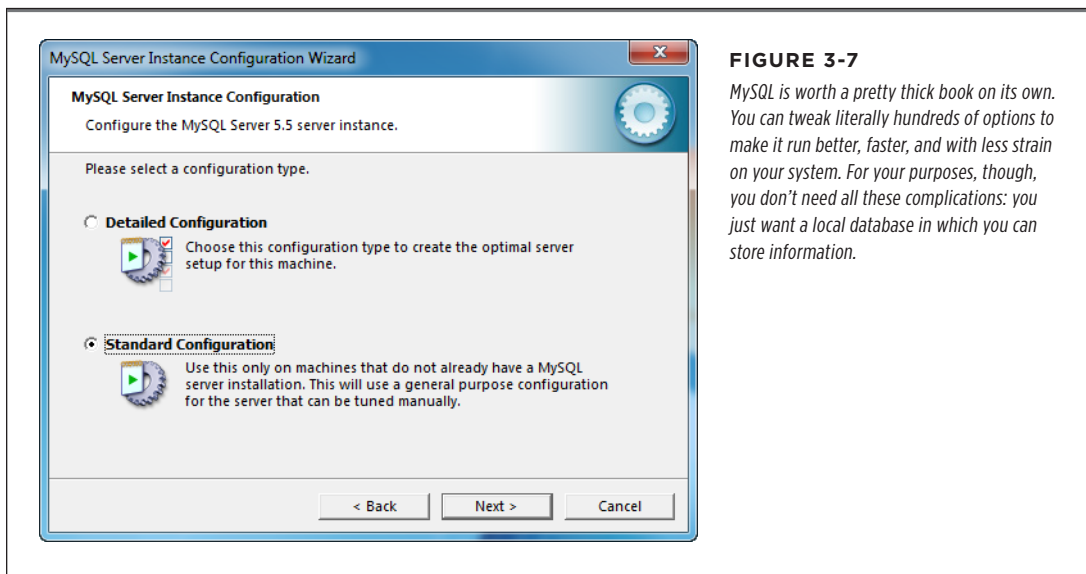 MySQL Server Instance Configuration Wizard
MySQL Server Instance Configuration
Configure the MySQL Server 5.5 server instance.
Please select a configuration type.
Detailed Configuration
Choose this configuration type to create the optimal server
setup for this machine.
Standard Configuration
Use this only on machines that do not already have a MySQL
server installation. This will use a general purpose configuration
for the server that can be tuned manually.
< Back
Next >
Cancel
FIGURE 3-7
MySQL is worth a pretty thick book on its own.
You can tweak literally hundreds of options to
make it run better, faster, and with less strain
on your system. For your purposes, though,
you don’t need all these complications: you
just want a local database in which you can
store information.